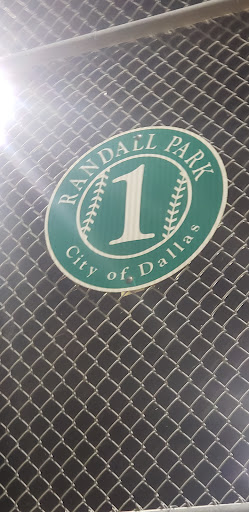 RANDALL PARK
1
City of Dallas